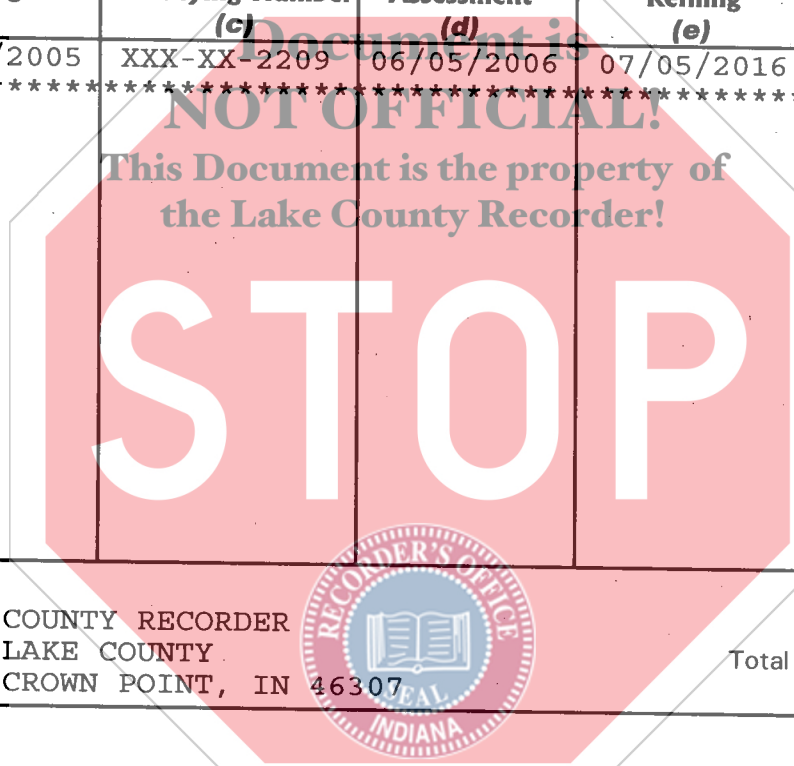 Assessment
Refiling
(c) (d) (e)
/2005 XXX-XX-2209 06/05/2006 07/05/2016
*************************************************
Document is
NOT OFFICIAL!
This Document is the property of
the Lake County Recorder!
STOP
COUNTY RECORDER
LAKE COUNTY
CROWN POINT, IN 46307
Total
RECORDER'S OFFICE
SEAL
INDIANA